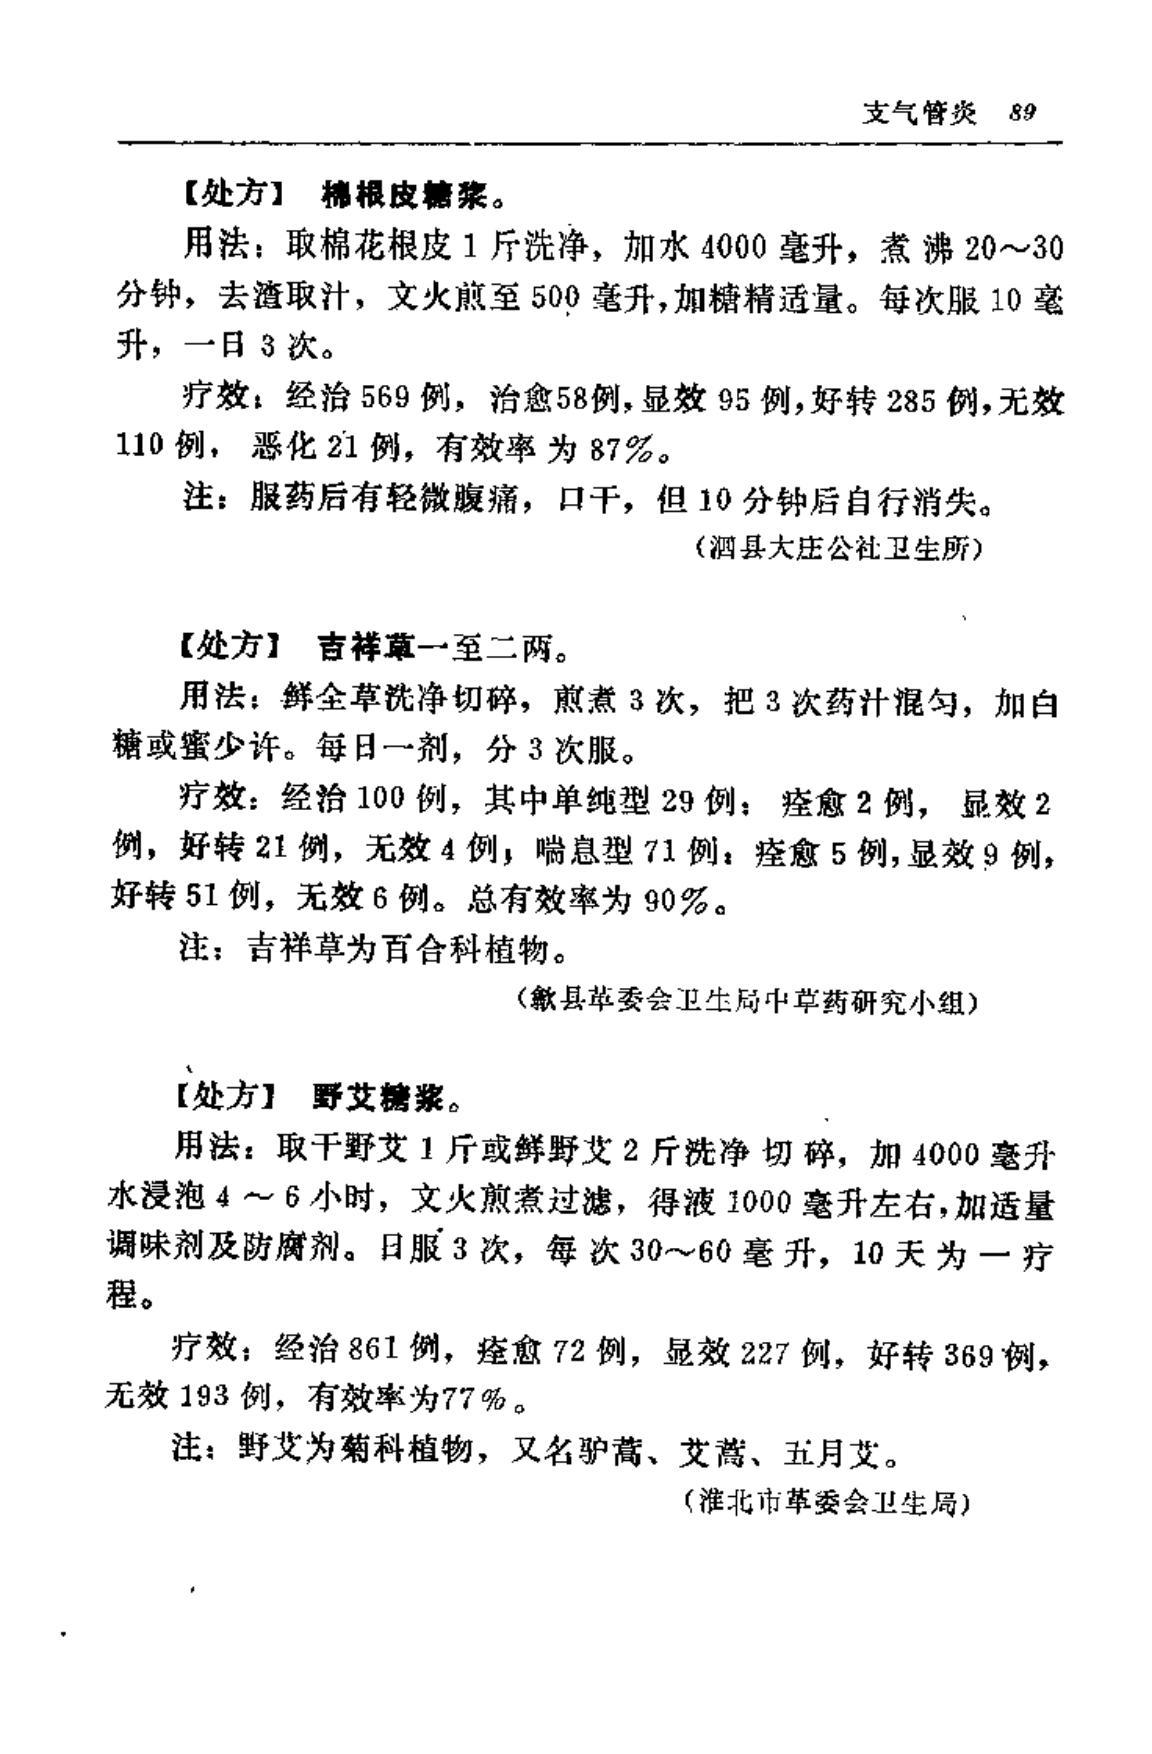 支气管炎 89
【处方】 棉根皮糖浆。
用法：取棉花根皮 1 斤洗净，加水 4000 毫升，煮沸 20～30
分钟，去渣取汁，文火煎至 500 毫升，加糖精适量。每次服 10 毫
升，一日 3 次。
疗效：经治 569 例，治愈58例，显效 95 例，好转 285 例，无效
110 例，恶化 21 例，有效率为 87％。
注：服药后有轻微腹痛，口干，但 10 分钟后自行消失。
（泗县大庄公社卫生所）
【处方】 吉祥草一至二两。
用法：鲜全草洗净切碎，煎煮 3 次，把 3 次药汁混匀，加白
糖或蜜少许。每日一剂，分 3 次服。
疗效：经治 100 例，其中单纯型 29 例：痊愈 2 例，显效 2
例，好转 21 例，无效 4 例；喘息型 71 例：痊愈 5 例，显效 9 例，
好转 51 例，无效 6 例。总有效率为 90％。
注：吉祥草为百合科植物。
（歙县革委会卫生局中草药研究小组）
【处方】 野艾糖浆。
用法：取干野艾 1 斤或鲜野艾 2 斤洗净切碎，加 4000 毫升
水浸泡 4 ～ 6 小时，文火煎煮过滤，得液 1000 毫升左右，加适量
调味剂及防腐剂。日服 3 次，每次 30～60 毫升，10 天为一疗
程。
疗效：经治 861 例，痊愈 72 例，显效 227 例，好转 369 例，
无效 193 例，有效率为77％。
注：野艾为菊科植物，又名驴蒿、艾蒿、五月艾。
（淮北市革委会卫生局）